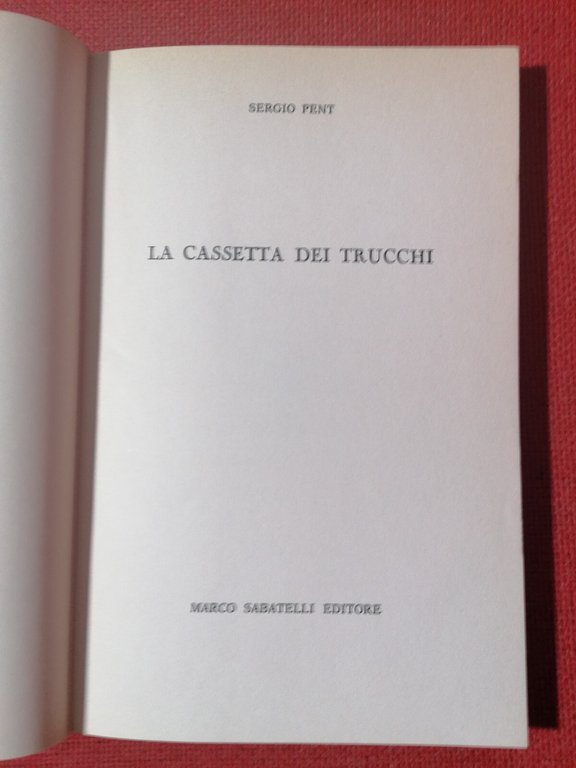 SERGIO PENT
LA CASSETTA DEI TRUCCHI
MARCO SABATELLI EDITORE